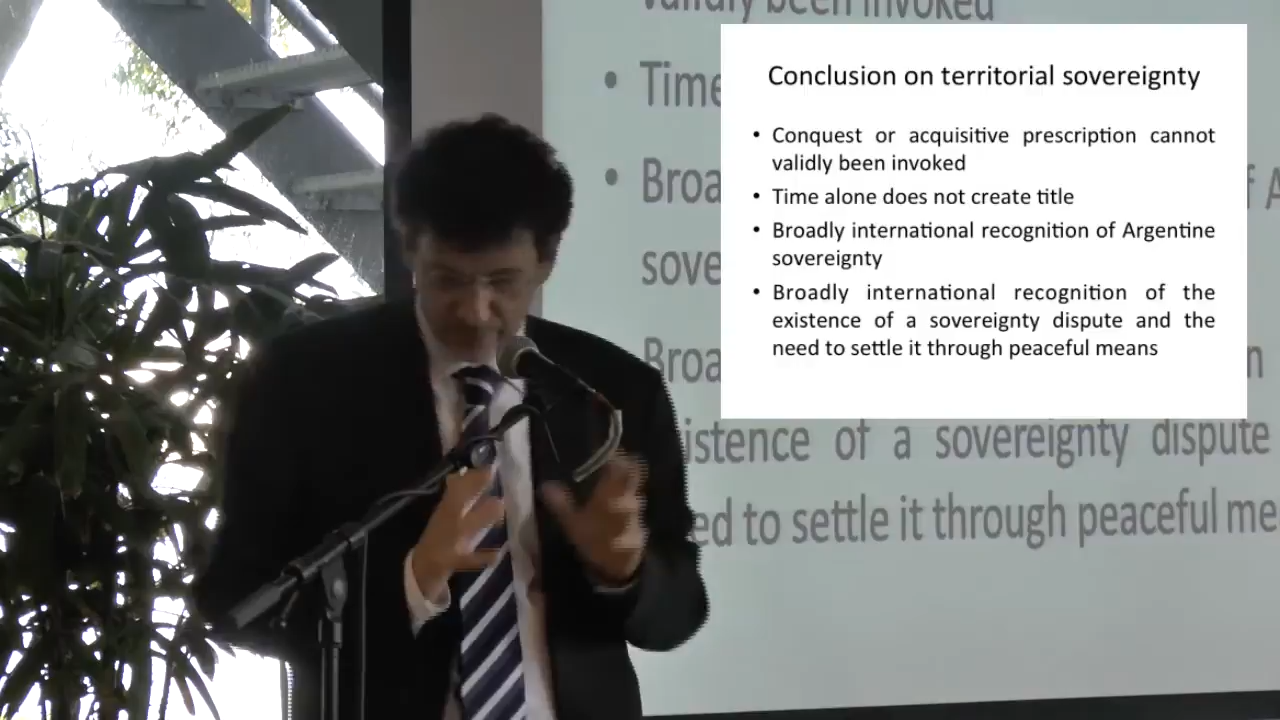 validly been invoked
• Time
• Broa
sove
Broa
istence of a sovereignty dispute
ed to settle it through peaceful me
Conclusion on territorial sovereignty
• Conquest or acquisitive prescription cannot
validly been invoked
• Time alone does not create title
• Broadly international recognition of Argentine
sovereignty
• Broadly international recognition of the
existence of a sovereignty dispute and the
need to settle it through peaceful means